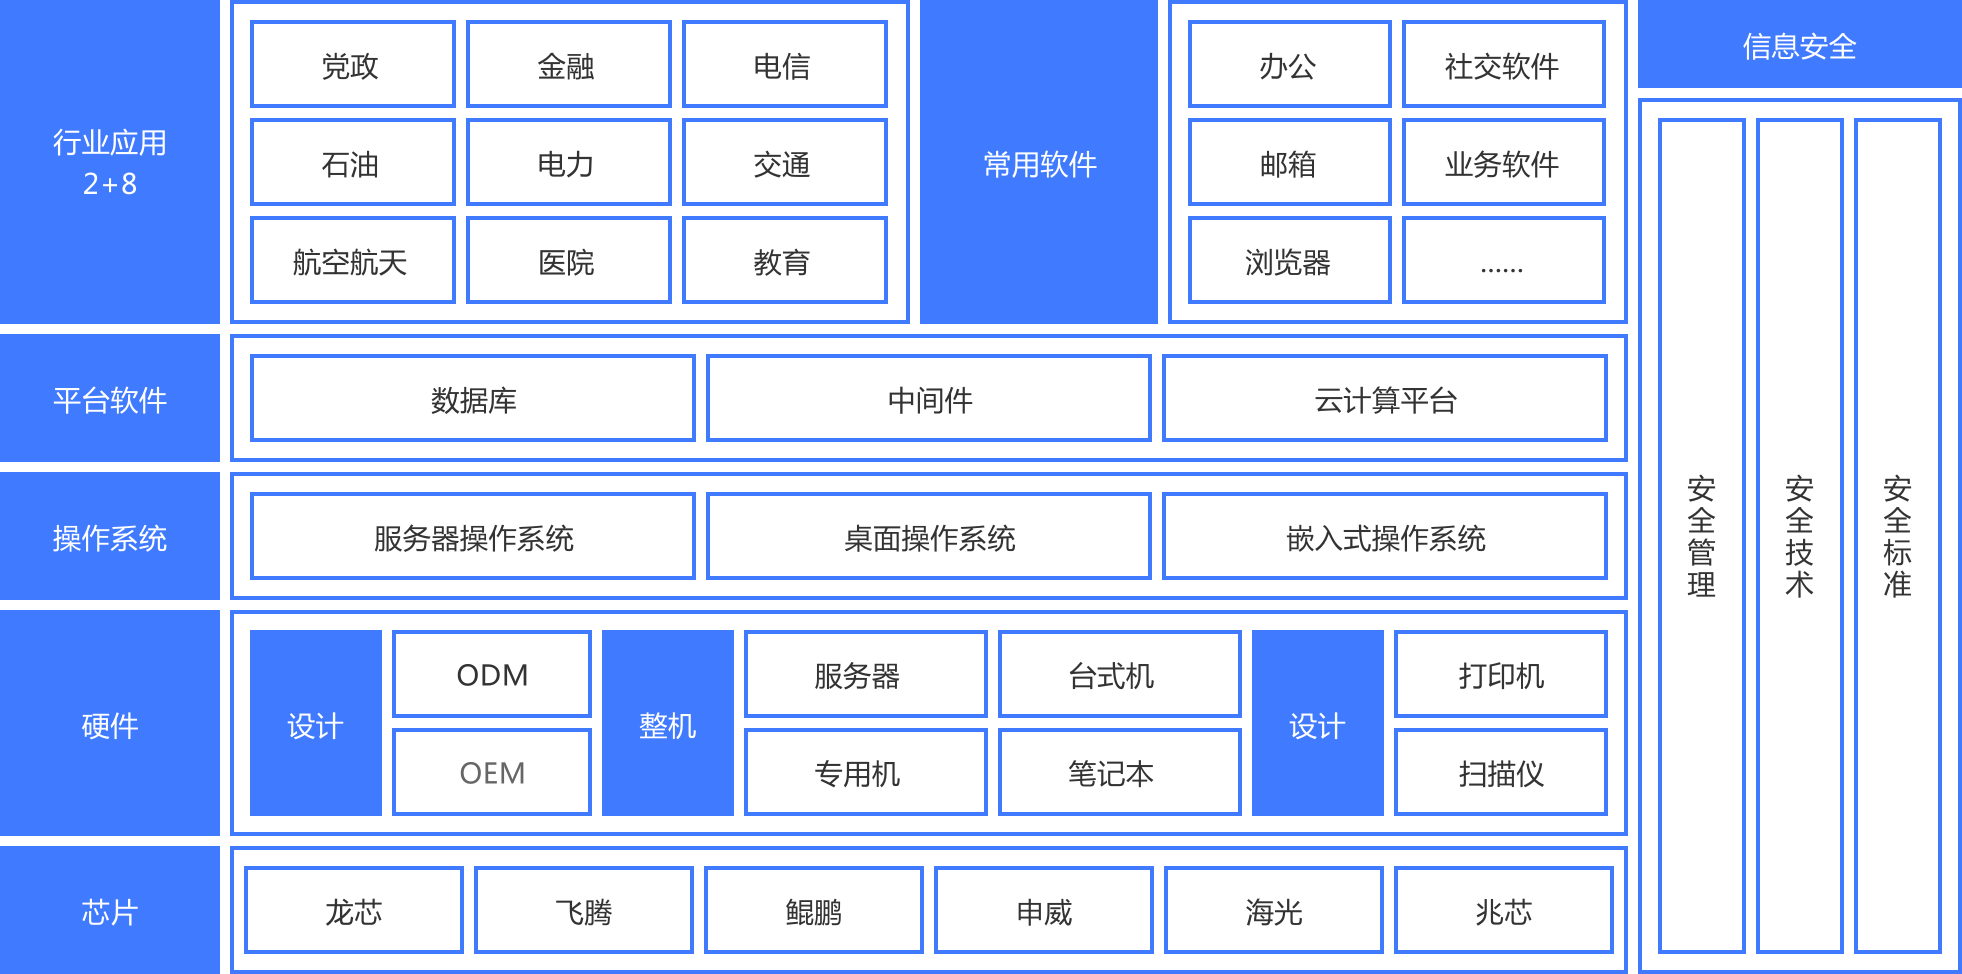 行业应用
2+8
党政
金融
电信
石油
电力
交通
航空航天
医院
教育
常用软件
办公
社交软件
邮箱
业务软件
浏览器
......
信息安全
安全管理
安全技术
安全标准
平台软件
数据库
中间件
云计算平台
操作系统
服务器操作系统
桌面操作系统
嵌入式操作系统
硬件
设计
ODM
OEM
整机
服务器
台式机
专用机
笔记本
设计
打印机
扫描仪
芯片
龙芯
飞腾
鲲鹏
申威
海光
兆芯